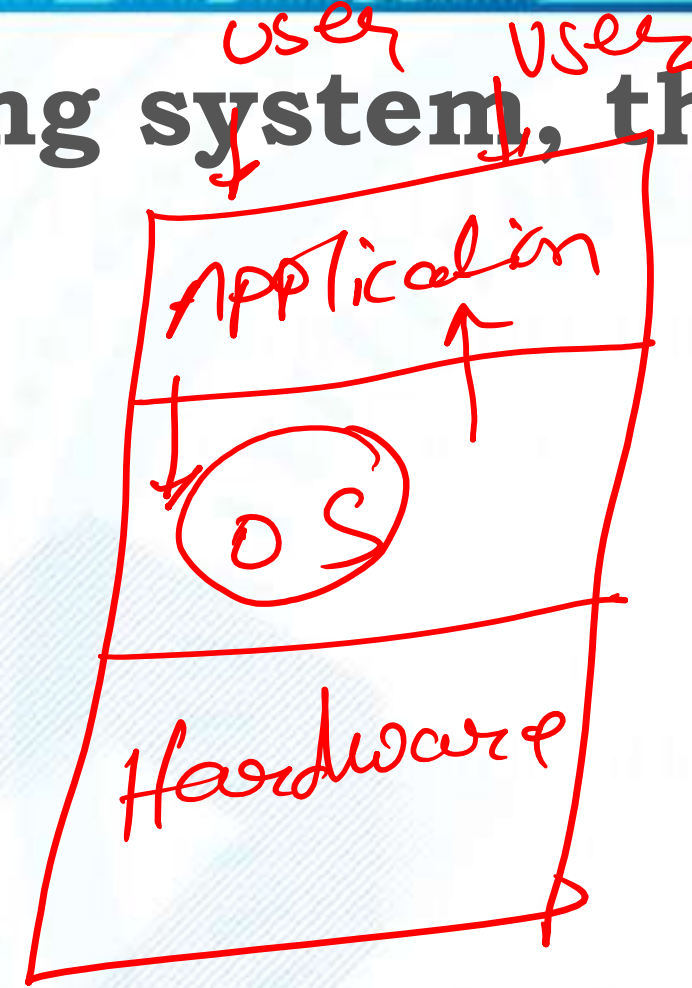 user user
ng system, th
Application
OS
Hardware